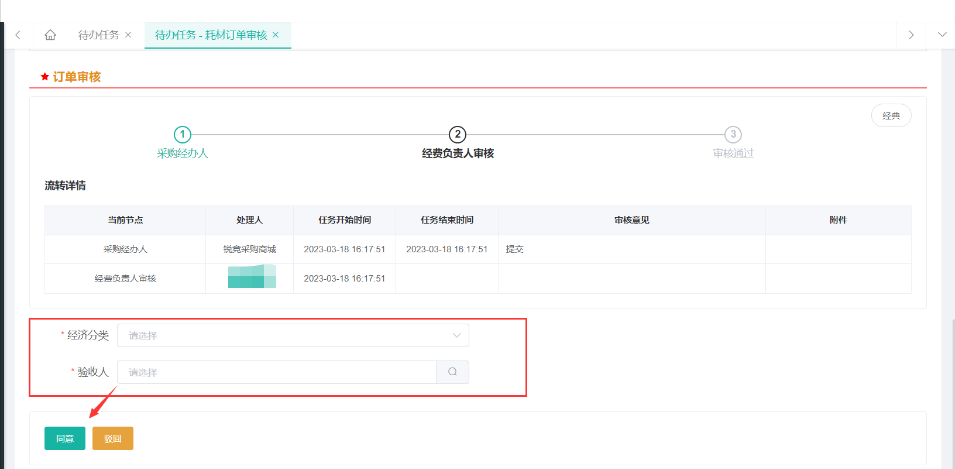 待办任务 ×
待办任务 - 耗材订单审核 ×
★ 订单审核
经典
1 2 3
采购经办人 经费负责人审核 审核通过
流转详情
当前节点 处理人 任务开始时间 任务结束时间 审核意见 附件
采购经办人 锐竞采购商城 2023-03-18 16:17:51 2023-03-18 16:17:51 提交
经费负责人审核 2023-03-18 16:17:51
* 经济分类 请选择
* 验收人 请选择
同意 驳回